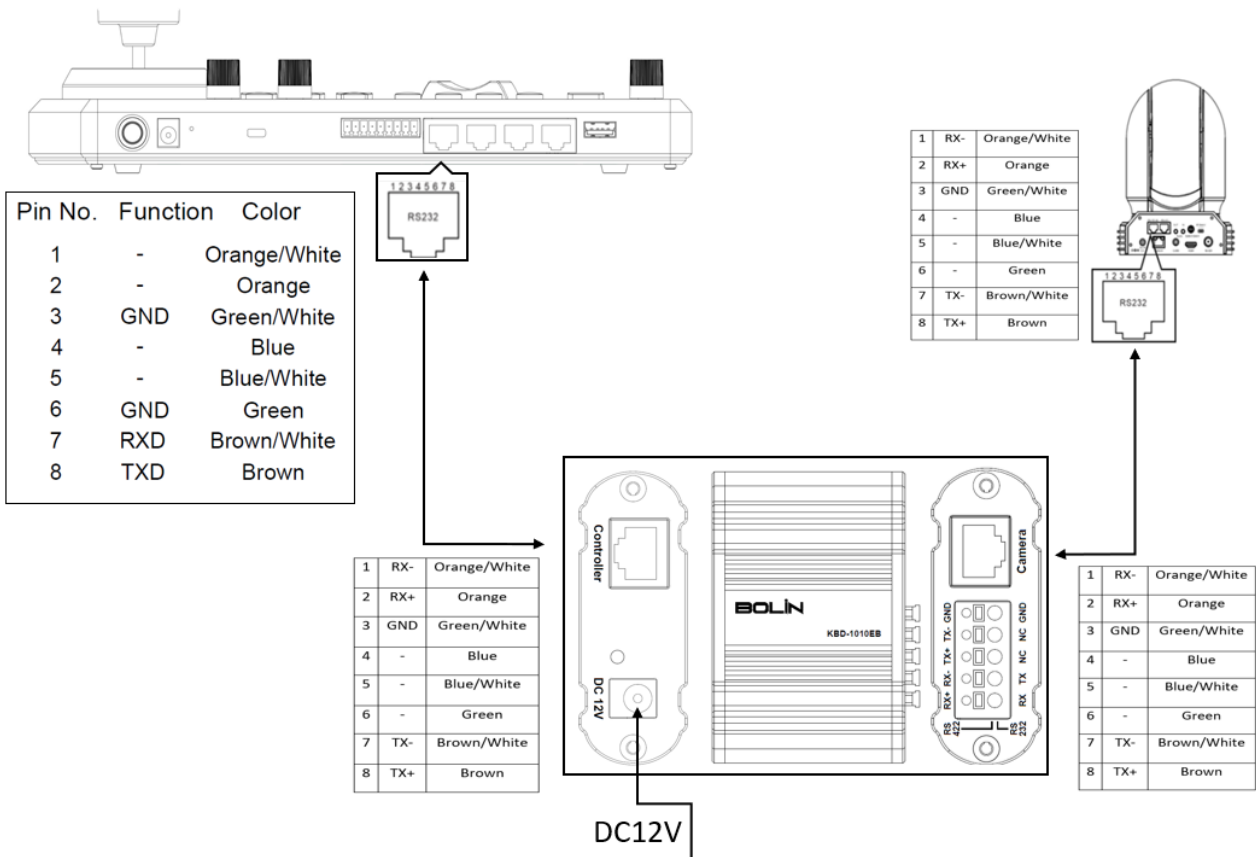 1 2 3 4 5 6 7 8
RS232
Pin No. Function Color
1 - Orange/White
2 - Orange
3 GND Green/White
4 - Blue
5 - Blue/White
6 GND Green
7 RXD Brown/White
8 TXD Brown
1 RX- Orange/White
2 RX+ Orange
3 GND Green/White
4 - Blue
5 - Blue/White
6 - Green
7 TX- Brown/White
8 TX+ Brown
1 2 3 4 5 6 7 8
RS232
1 RX- Orange/White
2 RX+ Orange
3 GND Green/White
4 - Blue
5 - Blue/White
6 - Green
7 TX- Brown/White
8 TX+ Brown
Controller
DC 12V
BOLIN
KBD-1010EB
Camera
GND GND
TX- NC
TX+ NC
RX- TX
RX+ RX
RS 422
RS 232
1 RX- Orange/White
2 RX+ Orange
3 GND Green/White
4 - Blue
5 - Blue/White
6 - Green
7 TX- Brown/White
8 TX+ Brown
DC12V